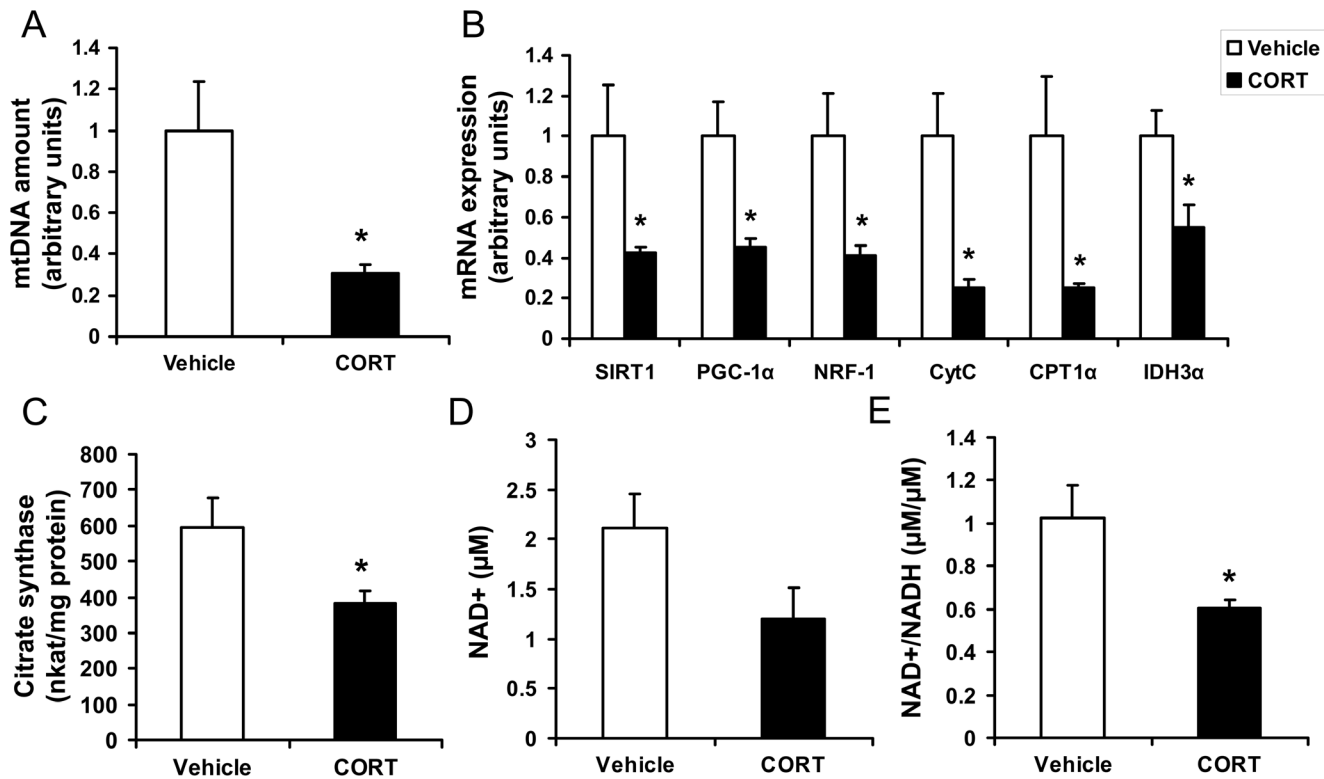 A
mtDNA amount
(arbitrary units)
1.4
1.2
1
0.8
0.6
0.4
0.2
0
*
Vehicle
CORT
B
mRNA expression
(arbitrary units)
1.4
1.2
1
0.8
0.6
0.4
0.2
0
* * * * * *
SIRT1 PGC-1α NRF-1 CytC CPT1α IDH3α
Vehicle
CORT
C
Citrate synthase
(nkat/mg protein)
800
700
600
500
400
300
200
100
0
*
Vehicle
CORT
D
NAD+ (µM)
3
2.5
2
1.5
1
0.5
0
Vehicle
CORT
E
NAD+/NADH (µM/µM)
1.4
1.2
1
0.8
0.6
0.4
0.2
0
*
Vehicle
CORT